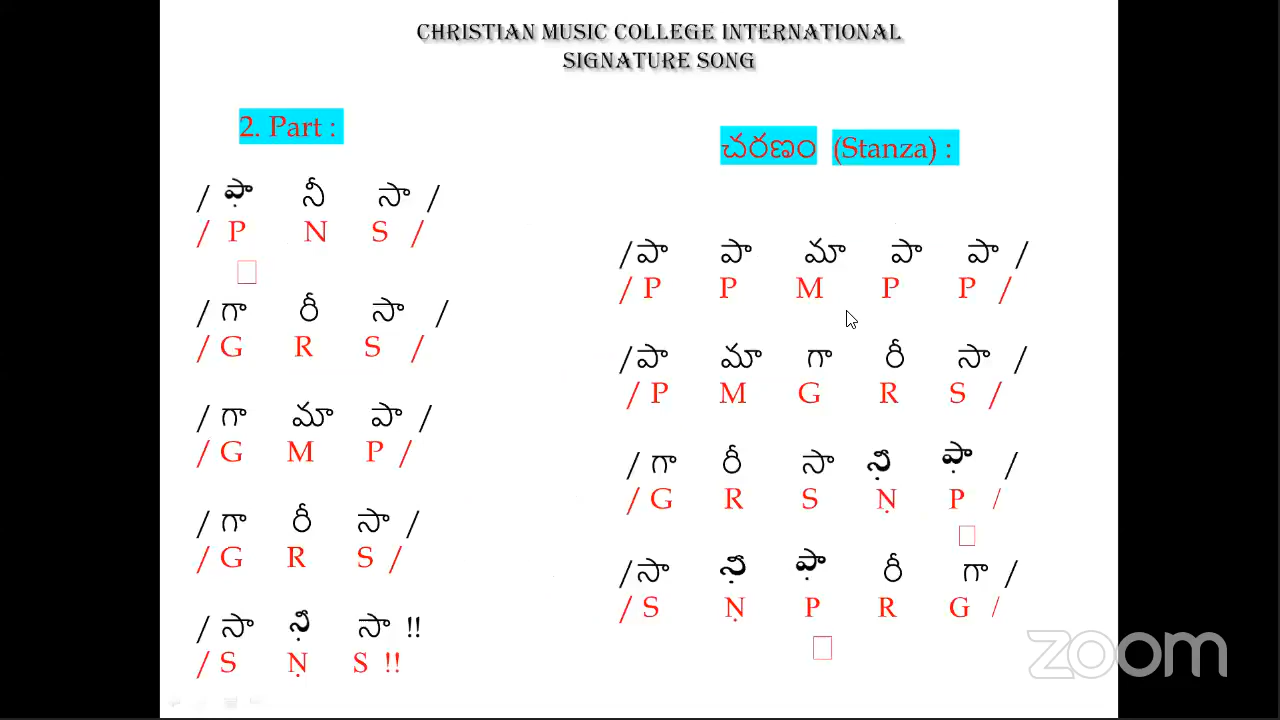 CHRISTIAN MUSIC COLLEGE INTERNATIONAL
SIGNATURE SONG
2. Part :
/ పా̣ నీ సా /
/ P N S /
/ గా రీ సా /
/ G R S /
/ గా మా పా /
/ G M P /
/ గా రీ సా /
/ G R S /
/ సా నీ̣ సా !!
/ S Ṇ S !!
చరణం (Stanza) :
/ పా పా మా పా పా /
/ P P M P P /
/ పా మా గా రీ సా /
/ P M G R S /
/ గా రీ సా నీ̣ పా̣ /
/ G R S Ṇ P /
/ సా నీ̣ పా̣ రీ గా /
/ S Ṇ P R G /
zoom